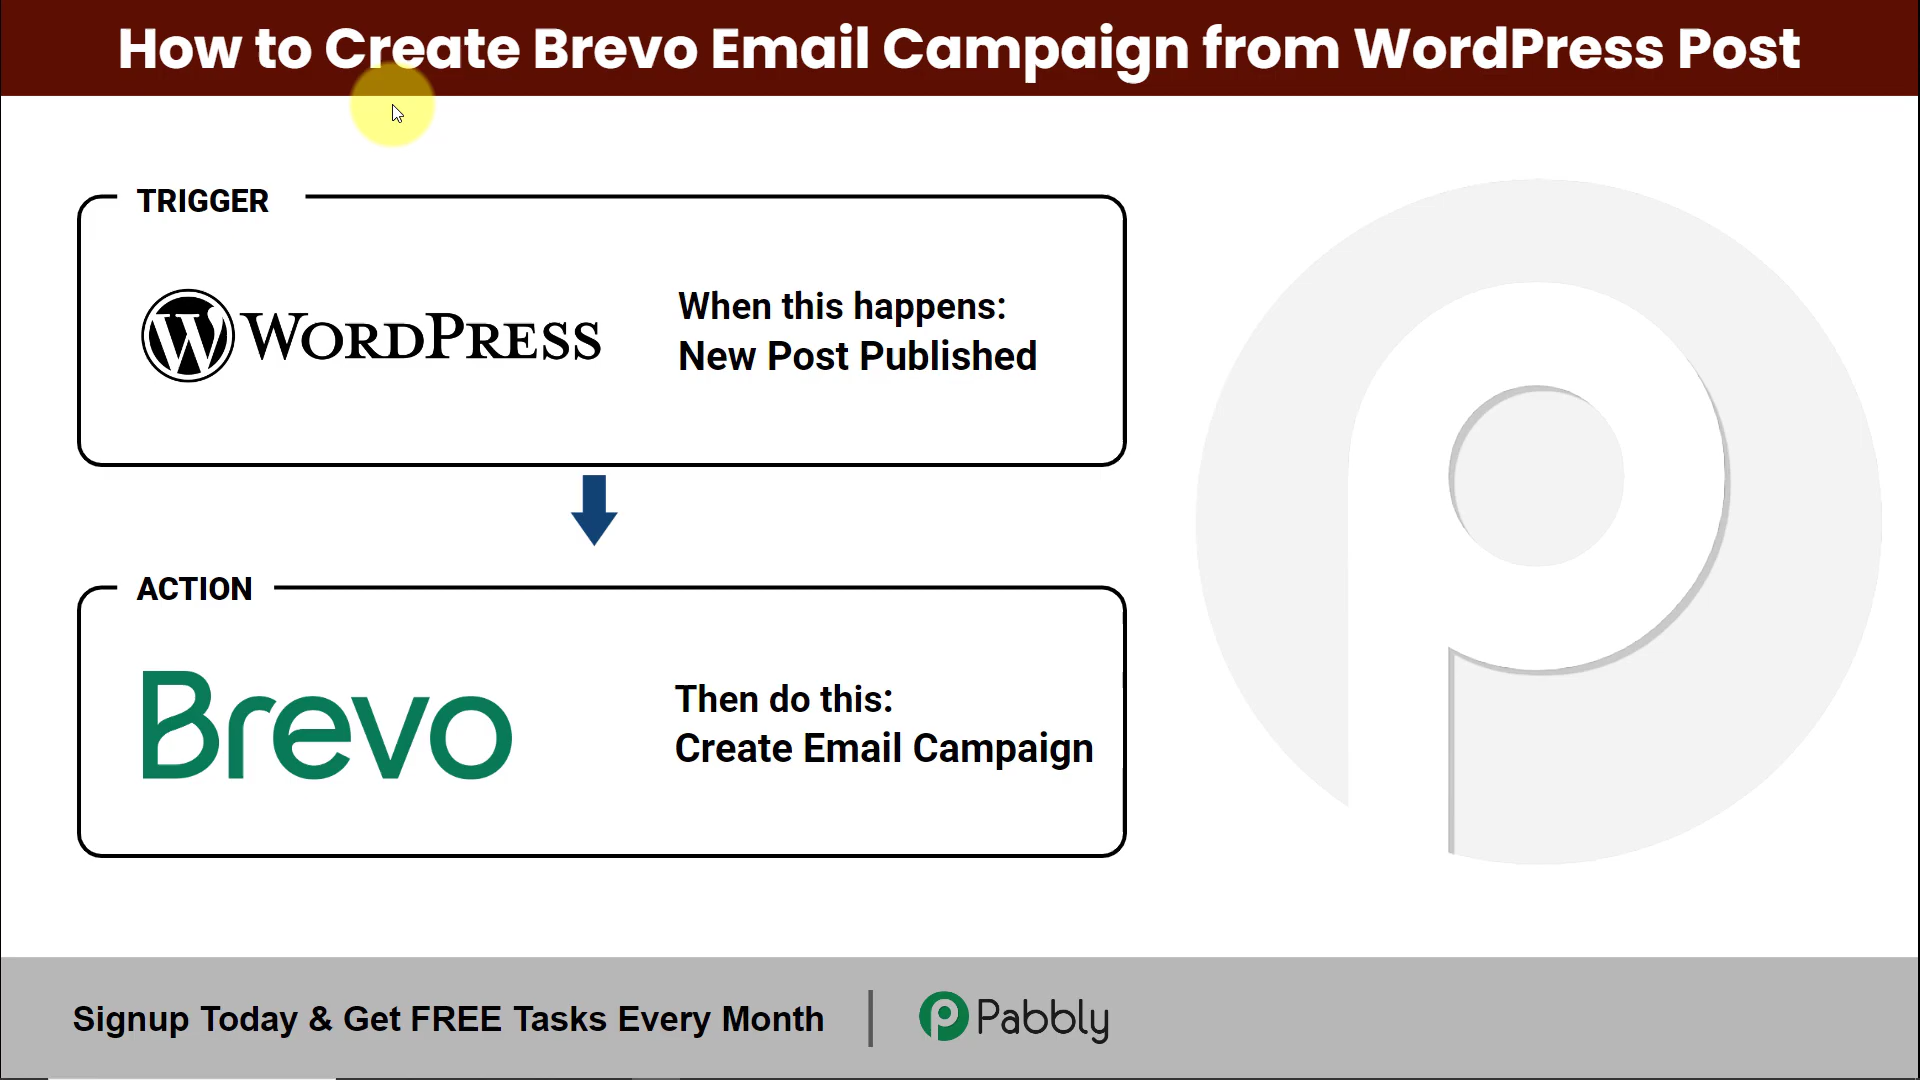 How to Create Brevo Email Campaign from WordPress Post
TRIGGER
WORDPRESS
When this happens:
New Post Published
ACTION
Brevo
Then do this:
Create Email Campaign
Signup Today & Get FREE Tasks Every Month
Pabbly